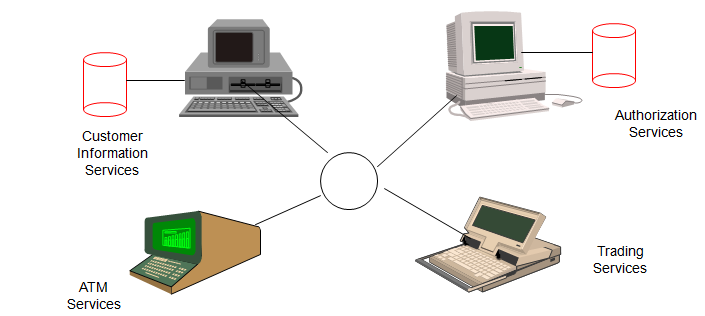 Customer
Information
Services
Authorization
Services
ATM
Services
Trading
Services